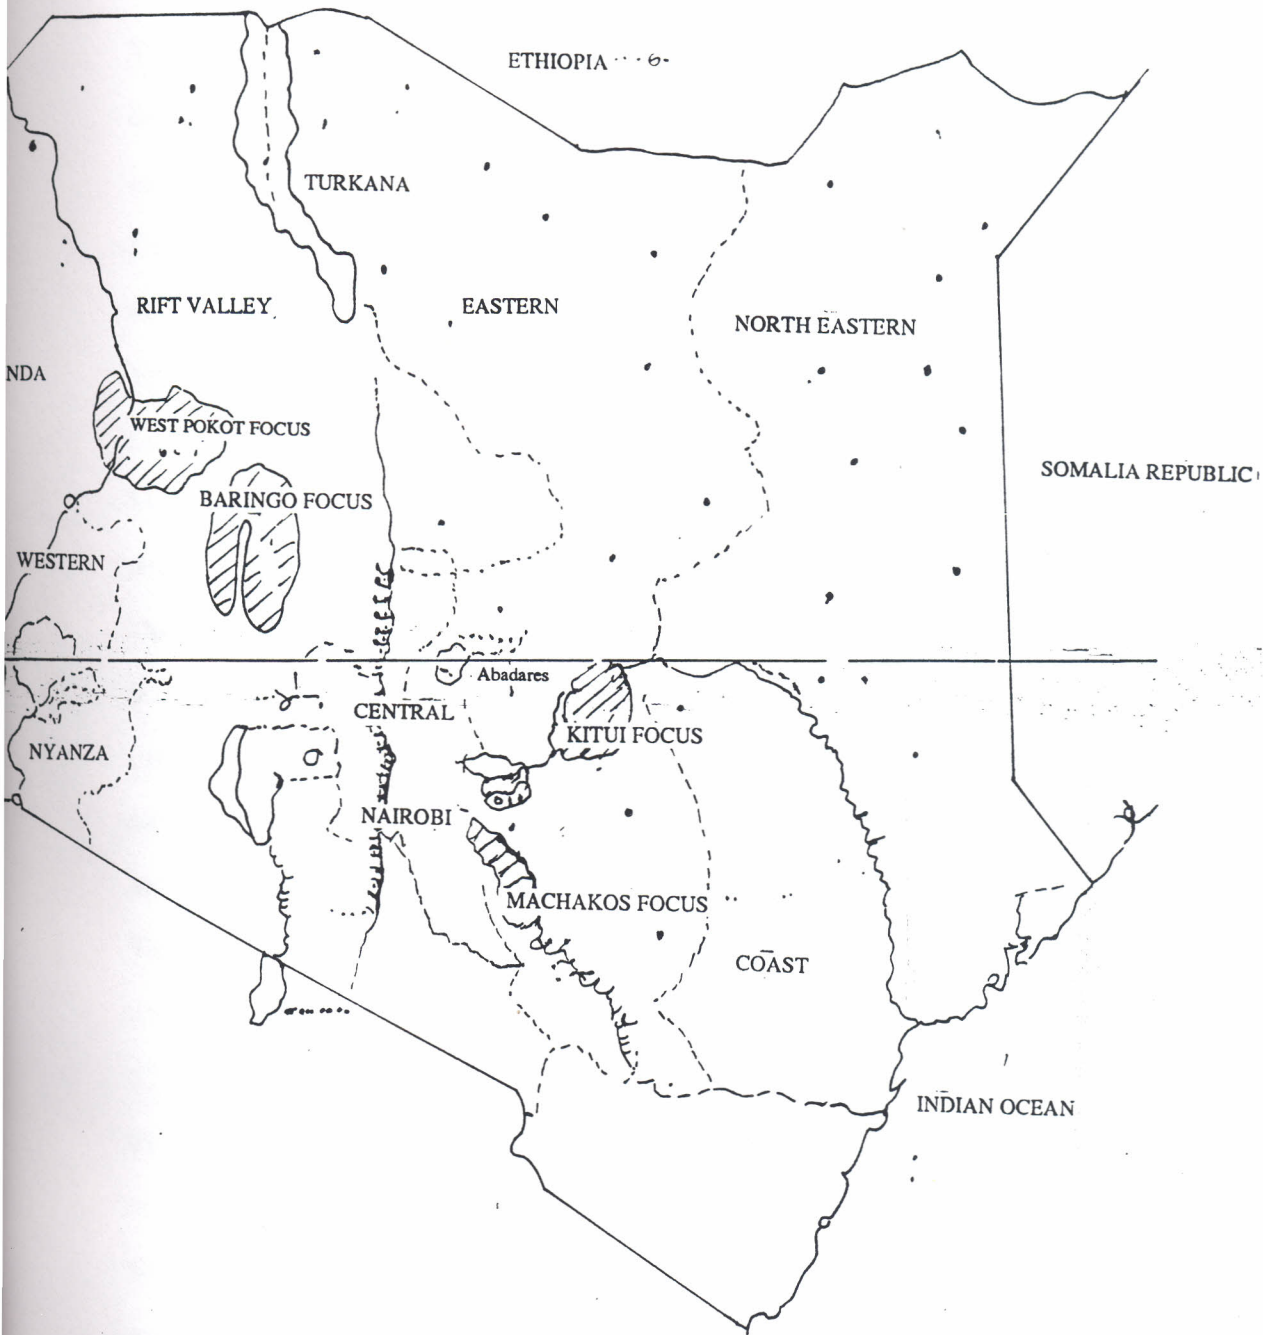 ETHIOPIA
TURKANA
RIFT VALLEY
EASTERN
NORTH EASTERN
NDA
WEST POKOT FOCUS
SOMALIA REPUBLIC
BARINGO FOCUS
WESTERN
Abadares
CENTRAL
KITUI FOCUS
NYANZA
NAIROBI
MACHAKOS FOCUS
COAST
INDIAN OCEAN